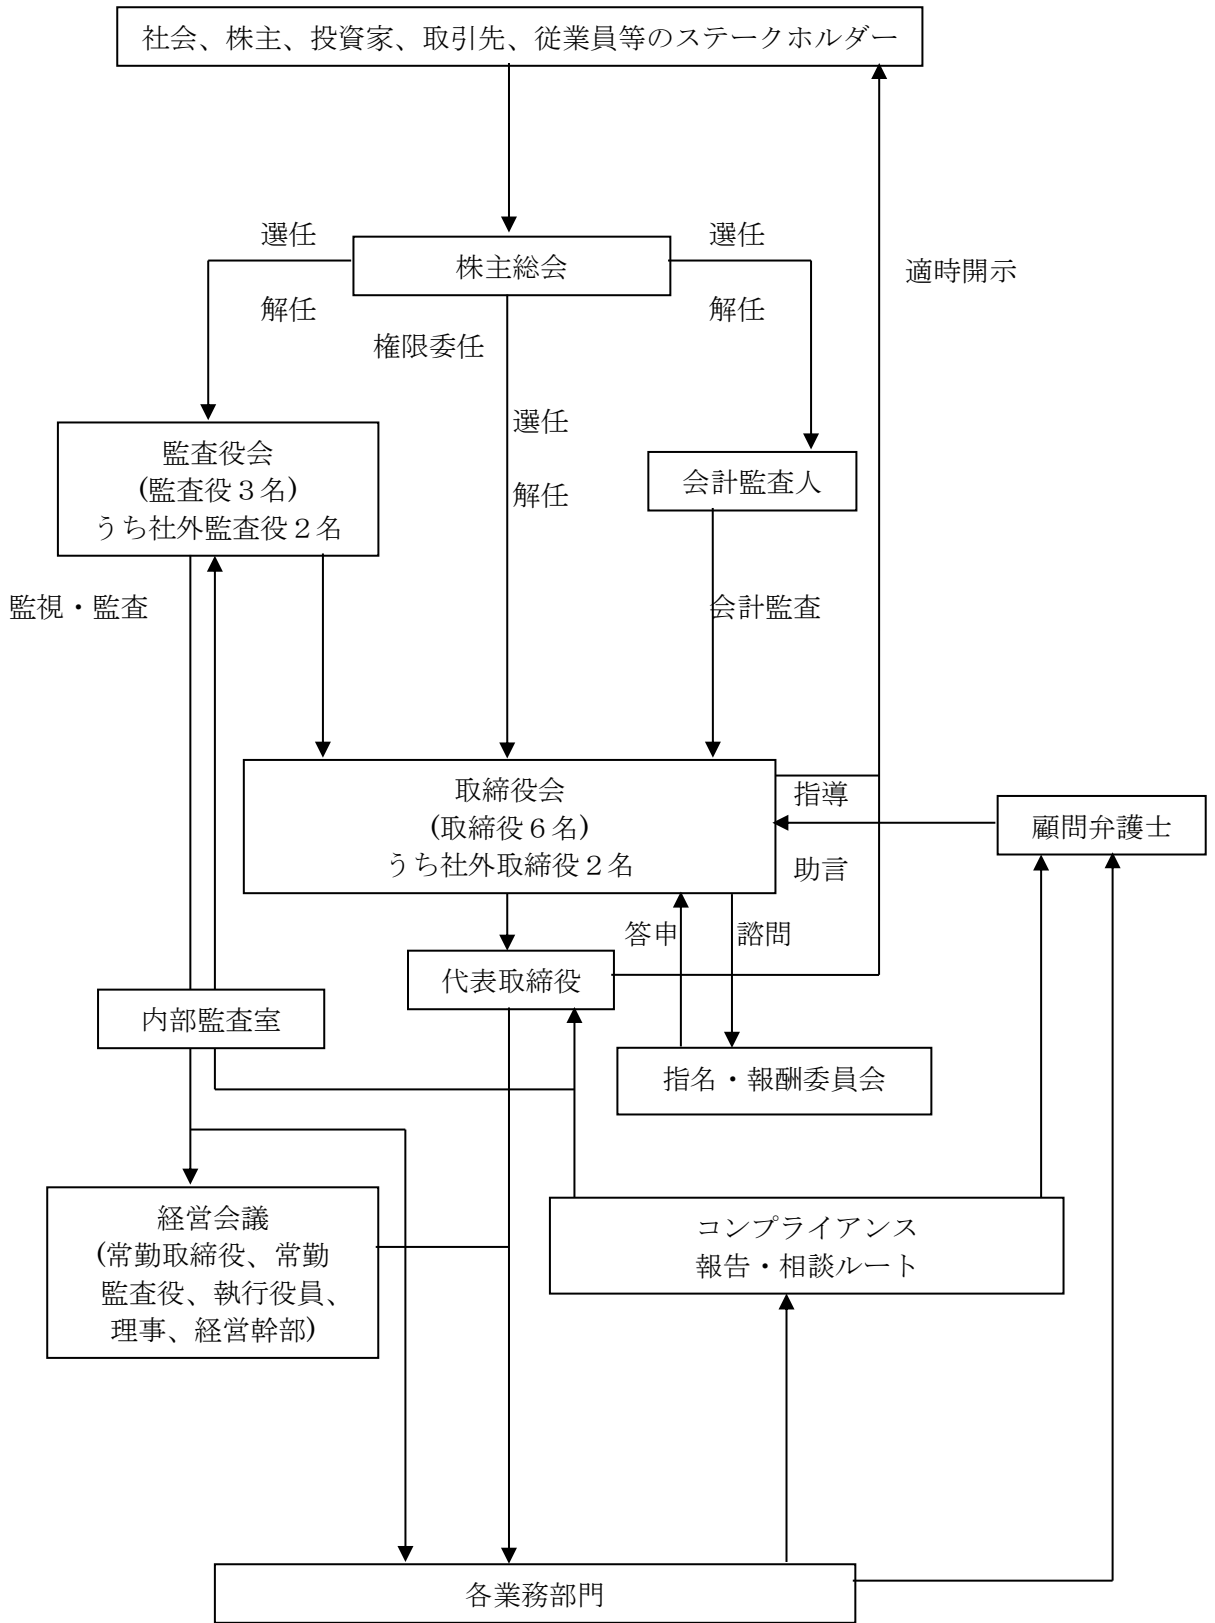 社会、株主、投資家、取引先、従業員等のステークホルダー
選任
選任
株主総会
適時開示
解任
解任
権限委任
選任
監査役会
(監査役３名)
うち社外監査役２名
会計監査人
解任
監視・監査
会計監査
取締役会
(取締役６名)
うち社外取締役２名
指導
顧問弁護士
助言
答申
諮問
代表取締役
内部監査室
指名・報酬委員会
経営会議
(常勤取締役、常勤
監査役、執行役員、
理事、経営幹部)
コンプライアンス
報告・相談ルート
各業務部門